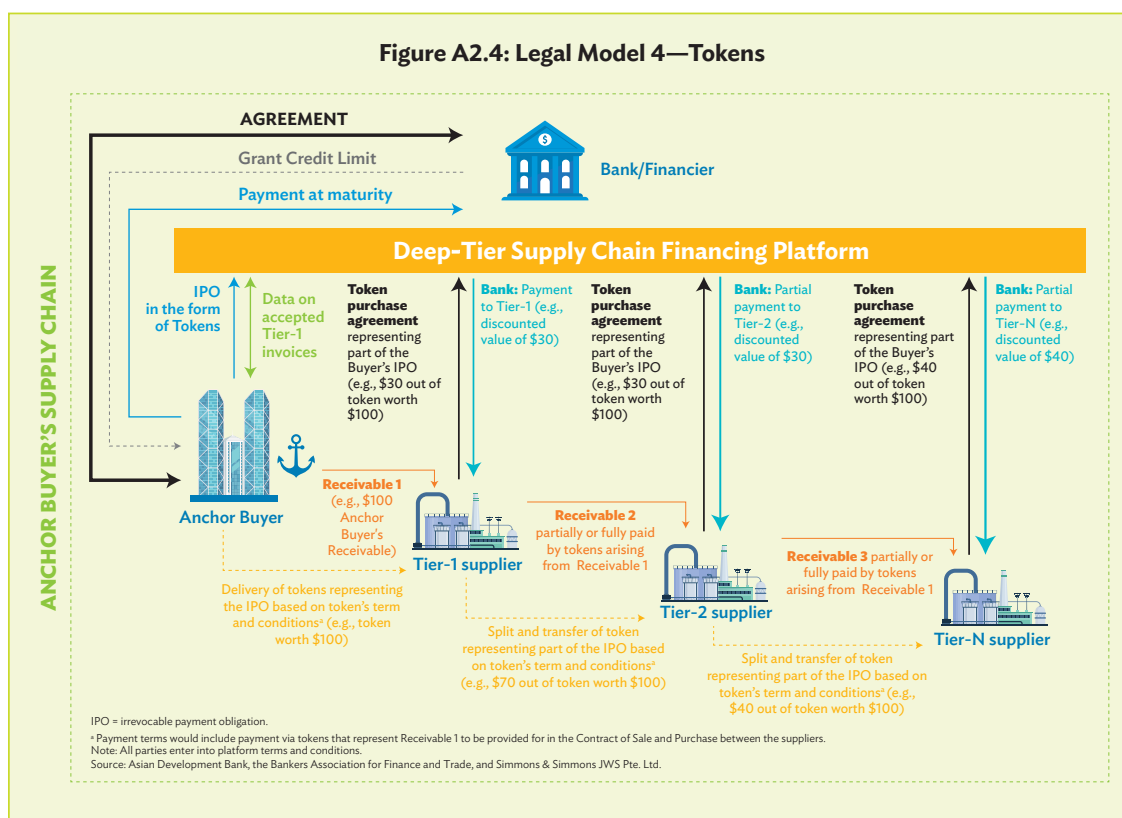 Figure A2.4: Legal Model 4—Tokens
ANCHOR BUYER'S SUPPLY CHAIN
AGREEMENT
Grant Credit Limit
Payment at maturity
$
Bank/Financier
Deep-Tier Supply Chain Financing Platform
IPO
in the form
of Tokens
Data on
accepted
Tier-1
invoices
Token
purchase
agreement
representing
part of the
Buyer's IPO
(e.g., $30 out of
token worth
$100)
Bank: Payment
to Tier-1 (e.g.,
discounted
value of $30)
Token
purchase
agreement
representing
part of the
Buyer's IPO
(e.g., $30 out of
token worth
$100)
Bank: Partial
payment to
Tier-2 (e.g.,
discounted
value of $30)
Token
purchase
agreement
representing part
of the Buyer's
IPO (e.g., $40
out of token
worth $100)
Bank: Partial
payment to
Tier-N (e.g.,
discounted
value of $40)
Anchor Buyer
Receivable 1
(e.g., $100
Anchor
Buyer's
Receivable)
Tier-1 supplier
Receivable 2
partially or fully paid
by tokens arising
from Receivable 1
Tier-2 supplier
Receivable 3 partially or
fully paid by tokens
arising from Receivable 1
Tier-N supplier
Delivery of tokens representing
the IPO based on token's term
and conditionsᵃ (e.g., token
worth $100)
Split and transfer of token
representing part of the IPO based
on token's term and conditionsᵃ
(e.g., $70 out of token worth $100)
Split and transfer of token
representing part of the IPO based on
token's term and conditionsᵃ (e.g.,
$40 out of token worth $100)
IPO = irrevocable payment obligation.
ᵃ Payment terms would include payment via tokens that represent Receivable 1 to be provided for in the Contract of Sale and Purchase between the suppliers.
Note: All parties enter into platform terms and conditions.
Source: Asian Development Bank, the Bankers Association for Finance and Trade, and Simmons & Simmons JWS Pte. Ltd.